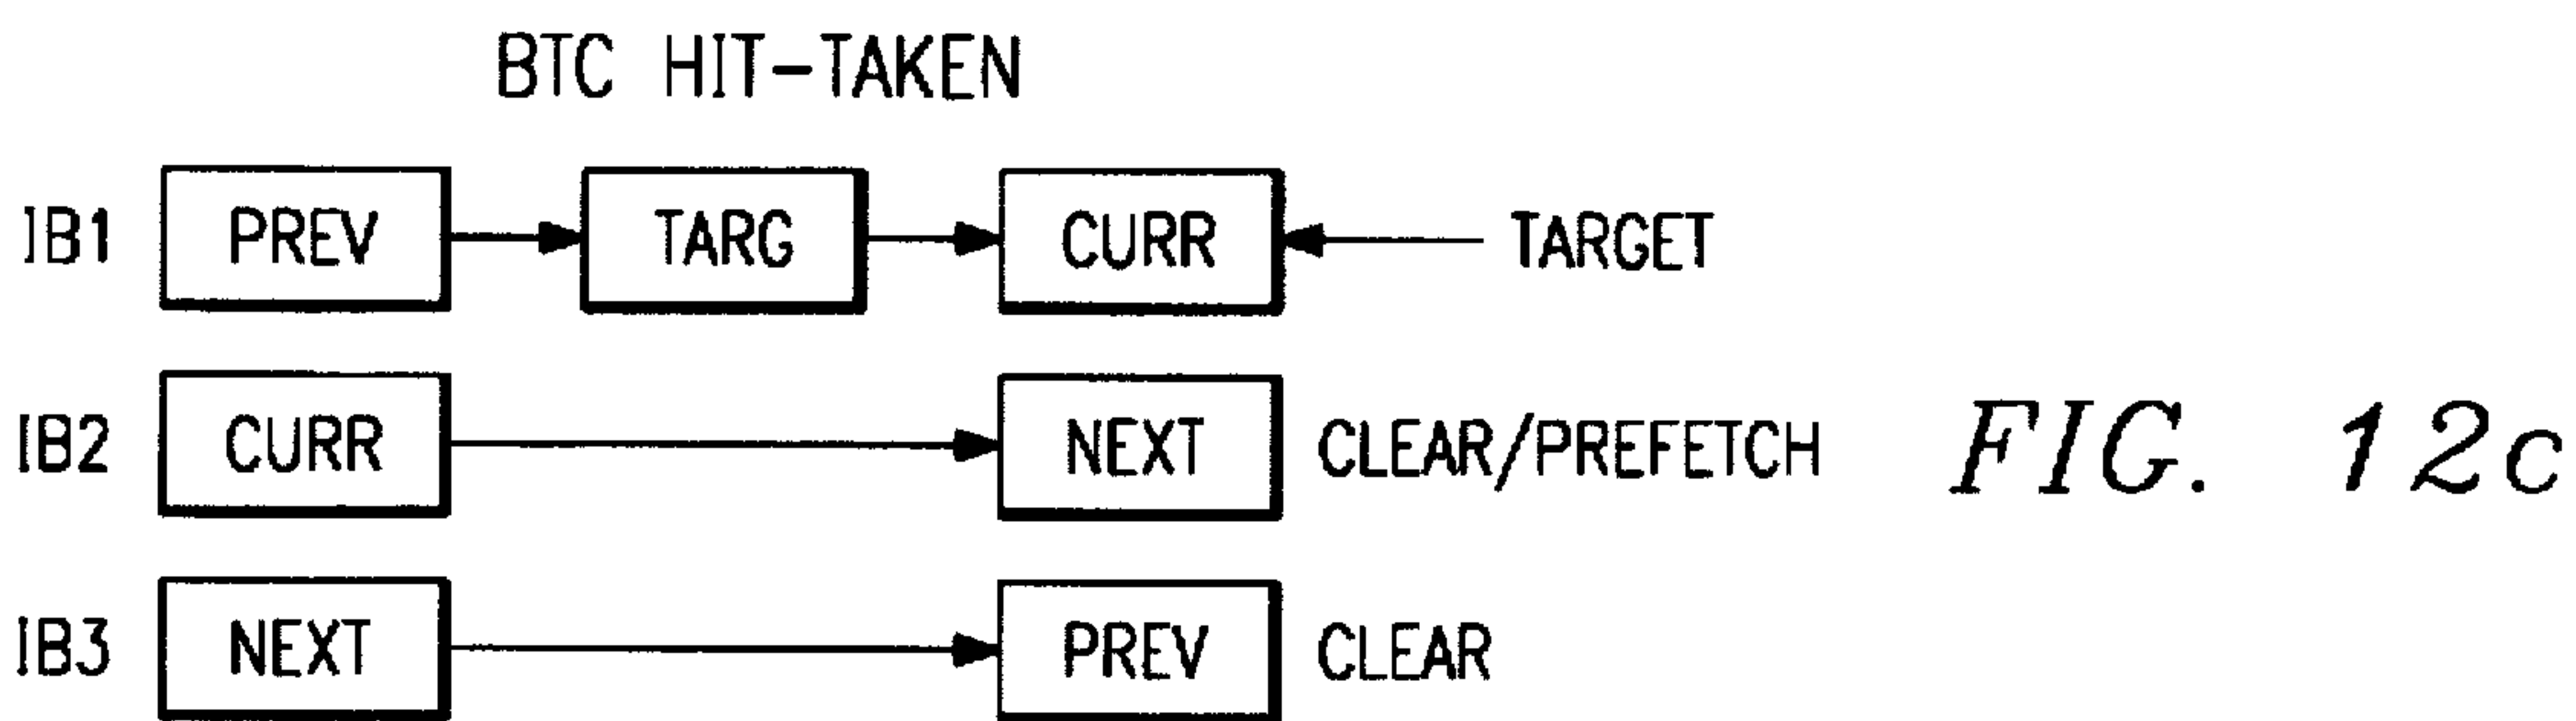 BTC HIT-TAKEN
IB1 PREV TARG CURR TARGET
IB2 CURR NEXT CLEAR/PREFETCH FIG. 12c
IB3 NEXT PREV CLEAR